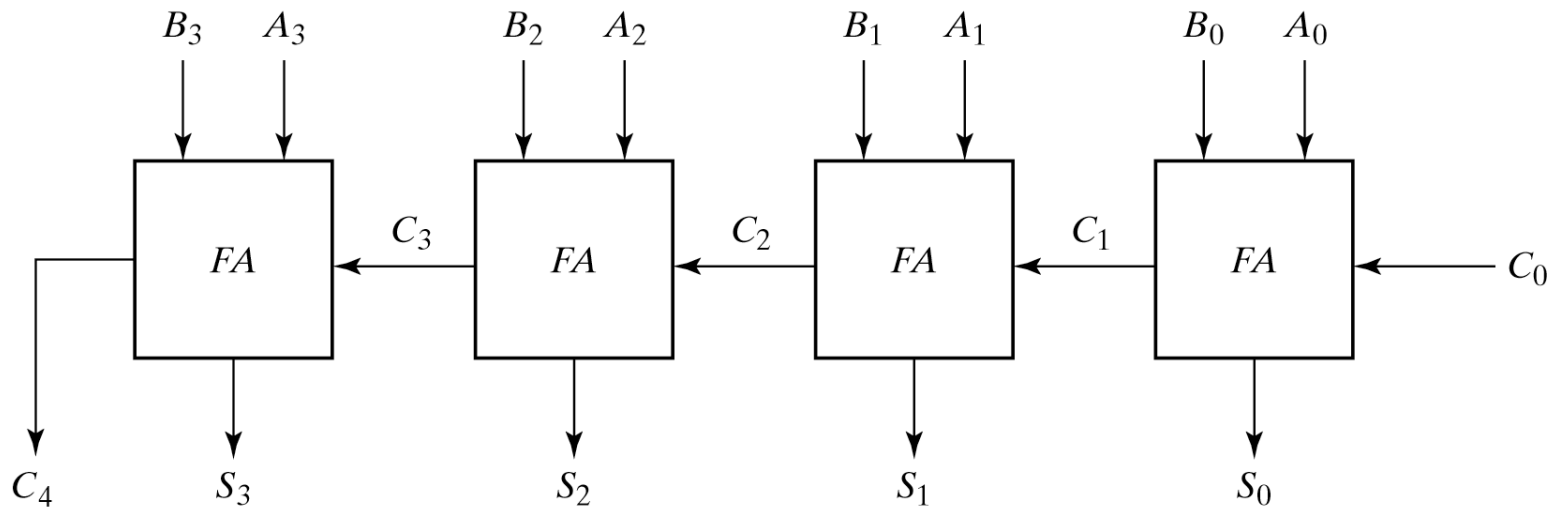 B₃ A₃ B₂ A₂ B₁ A₁ B₀ A₀
C₃ C₂ C₁
FA FA FA FA C₀
C₄ S₃ S₂ S₁ S₀